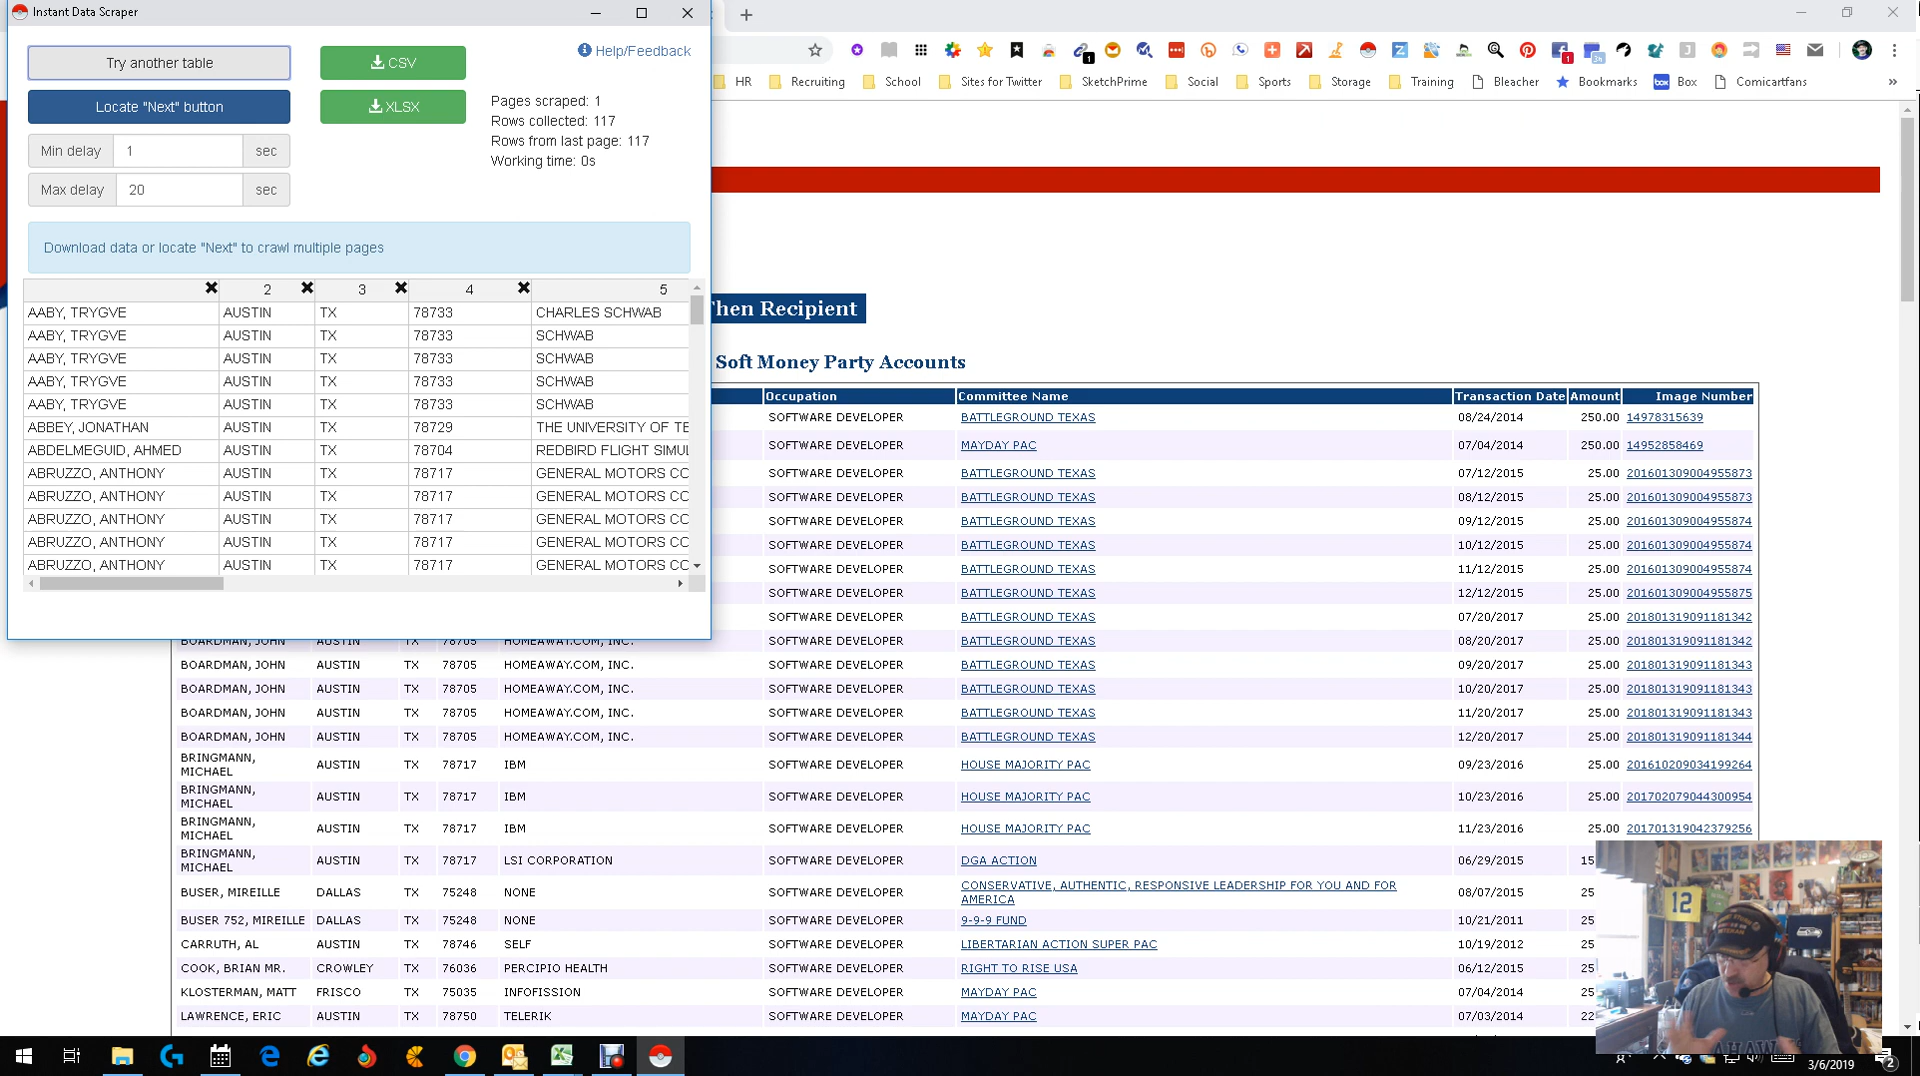 Instant Data Scraper
Try another table
CSV
Help/Feedback
Locate "Next" button
XLSX
Pages scraped: 1
Rows collected: 117
Rows from last page: 117
Working time: 0s
Min delay 1 sec
Max delay 20 sec
Download data or locate "Next" to crawl multiple pages
2 3 4 5
AABY, TRYGVE AUSTIN TX 78733 CHARLES SCHWAB
AABY, TRYGVE AUSTIN TX 78733 SCHWAB
AABY, TRYGVE AUSTIN TX 78733 SCHWAB
AABY, TRYGVE AUSTIN TX 78733 SCHWAB
AABY, TRYGVE AUSTIN TX 78733 SCHWAB
ABBEY, JONATHAN AUSTIN TX 78729 THE UNIVERSITY OF TE
ABDELMEGUID, AHMED AUSTIN TX 78704 REDBIRD FLIGHT SIMUL
ABRUZZO, ANTHONY AUSTIN TX 78717 GENERAL MOTORS CO
ABRUZZO, ANTHONY AUSTIN TX 78717 GENERAL MOTORS CO
ABRUZZO, ANTHONY AUSTIN TX 78717 GENERAL MOTORS CO
ABRUZZO, ANTHONY AUSTIN TX 78717 GENERAL MOTORS CO
ABRUZZO, ANTHONY AUSTIN TX 78717 GENERAL MOTORS CO
HR Recruiting School Sites for Twitter SketchPrime Social Sports Storage Training Bleacher Bookmarks Box Comicartfans »
Then Recipient
Soft Money Party Accounts
Occupation Committee Name Transaction Date Amount Image Number
SOFTWARE DEVELOPER BATTLEGROUND TEXAS 08/24/2014 250.00 14978315639
SOFTWARE DEVELOPER MAYDAY PAC 07/04/2014 250.00 14952858469
SOFTWARE DEVELOPER BATTLEGROUND TEXAS 07/12/2015 25.00 201601309004955873
SOFTWARE DEVELOPER BATTLEGROUND TEXAS 08/12/2015 25.00 201601309004955873
SOFTWARE DEVELOPER BATTLEGROUND TEXAS 09/12/2015 25.00 201601309004955874
SOFTWARE DEVELOPER BATTLEGROUND TEXAS 10/12/2015 25.00 201601309004955874
SOFTWARE DEVELOPER BATTLEGROUND TEXAS 11/12/2015 25.00 201601309004955874
SOFTWARE DEVELOPER BATTLEGROUND TEXAS 12/12/2015 25.00 201601309004955875
SOFTWARE DEVELOPER BATTLEGROUND TEXAS 07/20/2017 25.00 201801319091181342
BOARDMAN, JOHN AUSTIN TX 78705 HOMEAWAY.COM, INC. SOFTWARE DEVELOPER BATTLEGROUND TEXAS 08/20/2017 25.00 201801319091181342
BOARDMAN, JOHN AUSTIN TX 78705 HOMEAWAY.COM, INC. SOFTWARE DEVELOPER BATTLEGROUND TEXAS 09/20/2017 25.00 201801319091181343
BOARDMAN, JOHN AUSTIN TX 78705 HOMEAWAY.COM, INC. SOFTWARE DEVELOPER BATTLEGROUND TEXAS 10/20/2017 25.00 201801319091181343
BOARDMAN, JOHN AUSTIN TX 78705 HOMEAWAY.COM, INC. SOFTWARE DEVELOPER BATTLEGROUND TEXAS 11/20/2017 25.00 201801319091181343
BOARDMAN, JOHN AUSTIN TX 78705 HOMEAWAY.COM, INC. SOFTWARE DEVELOPER BATTLEGROUND TEXAS 12/20/2017 25.00 201801319091181344
BRINGMANN,
MICHAEL AUSTIN TX 78717 IBM SOFTWARE DEVELOPER HOUSE MAJORITY PAC 09/23/2016 25.00 201610209034199264
BRINGMANN,
MICHAEL AUSTIN TX 78717 IBM SOFTWARE DEVELOPER HOUSE MAJORITY PAC 10/23/2016 25.00 201702079044300954
BRINGMANN,
MICHAEL AUSTIN TX 78717 IBM SOFTWARE DEVELOPER HOUSE MAJORITY PAC 11/23/2016 25.00 201701319042379256
BRINGMANN,
MICHAEL AUSTIN TX 78717 LSI CORPORATION SOFTWARE DEVELOPER DGA ACTION 06/29/2015 15
BUSER, MIREILLE DALLAS TX 75248 NONE SOFTWARE DEVELOPER CONSERVATIVE, AUTHENTIC, RESPONSIVE LEADERSHIP FOR YOU AND FOR
AMERICA 08/07/2015 25
BUSER 752, MIREILLE DALLAS TX 75248 NONE SOFTWARE DEVELOPER 9-9-9 FUND 10/21/2011 25
CARRUTH, AL AUSTIN TX 78746 SELF SOFTWARE DEVELOPER LIBERTARIAN ACTION SUPER PAC 10/19/2012 25
COOK, BRIAN MR. CROWLEY TX 76036 PERCIPIO HEALTH SOFTWARE DEVELOPER RIGHT TO RISE USA 06/12/2015 25
KLOSTERMAN, MATT FRISCO TX 75035 INFOFISSION SOFTWARE DEVELOPER MAYDAY PAC 07/04/2014 25
LAWRENCE, ERIC AUSTIN TX 78750 TELERIK SOFTWARE DEVELOPER MAYDAY PAC 07/03/2014 22
12
3/6/2019
2